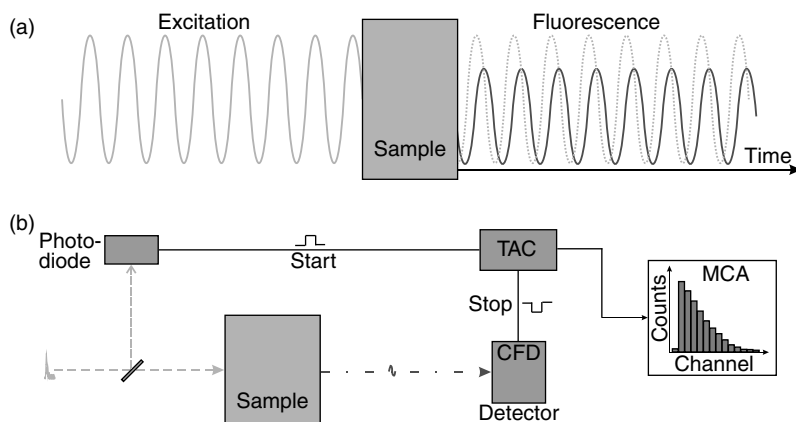 (a)
Excitation
Fluorescence
Sample
Time
(b)
Photo-
diode
Start
TAC
Stop
MCA
Counts
Channel
CFD
Sample
Detector